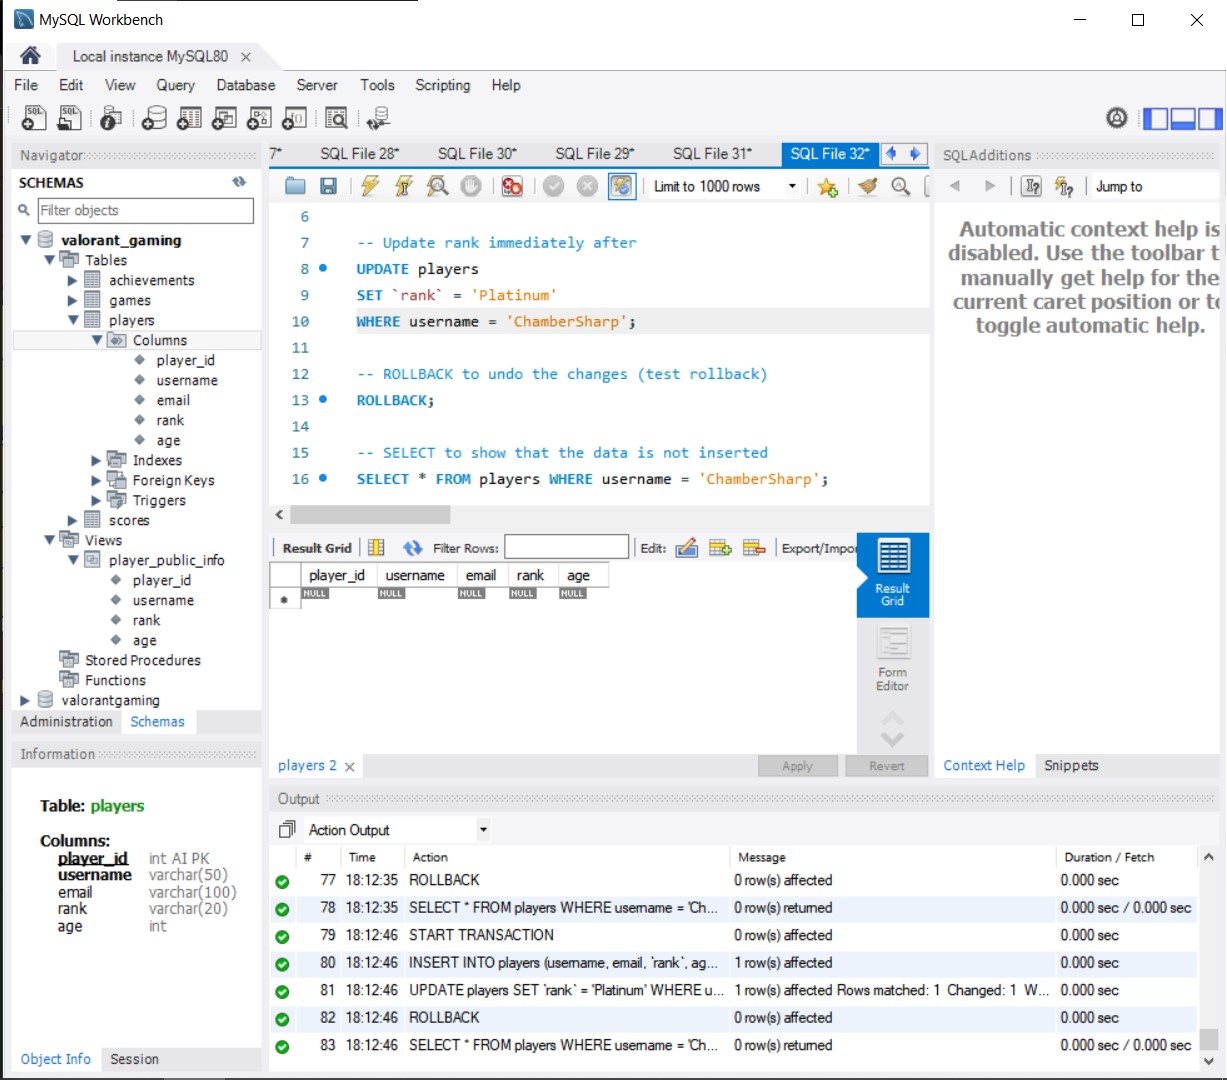 MySQL Workbench
Local instance MySQL80
File Edit View Query Database Server Tools Scripting Help
Navigator
SCHEMAS
Filter objects
valorant_gaming
Tables
achievements
games
players
Columns
player_id
username
email
rank
age
Indexes
Foreign Keys
Triggers
scores
Views
player_public_info
player_id
username
rank
age
Stored Procedures
Functions
valorantgaming
Administration Schemas
Information
Table: players
Columns:
player_id int AI PK
username varchar(50)
email varchar(100)
rank varchar(20)
age int
Object Info Session
7* SQL File 28* SQL File 30* SQL File 29* SQL File 31* SQL File 32*
Limit to 1000 rows
6
7 -- Update rank immediately after
8 UPDATE players
9 SET `rank` = 'Platinum'
10 WHERE username = 'ChamberSharp';
11
12 -- ROLLBACK to undo the changes (test rollback)
13 ROLLBACK;
14
15 -- SELECT to show that the data is not inserted
16 SELECT * FROM players WHERE username = 'ChamberSharp';
Result Grid Filter Rows: Edit: Export/Impor
player_id username email rank age
NULL NULL NULL NULL NULL
Result Grid
Form Editor
players 2 Apply Revert
SQLAdditions
Jump to
Automatic context help is
disabled. Use the toolbar t
manually get help for the
current caret position or to
toggle automatic help.
Context Help Snippets
Output
Action Output
# Time Action Message Duration / Fetch
77 18:12:35 ROLLBACK 0 row(s) affected 0.000 sec
78 18:12:35 SELECT * FROM players WHERE username = 'Ch... 0 row(s) returned 0.000 sec / 0.000 sec
79 18:12:46 START TRANSACTION 0 row(s) affected 0.000 sec
80 18:12:46 INSERT INTO players (username, email, `rank`, ag... 1 row(s) affected 0.000 sec
81 18:12:46 UPDATE players SET `rank` = 'Platinum' WHERE u... 1 row(s) affected Rows matched: 1 Changed: 1 W... 0.000 sec
82 18:12:46 ROLLBACK 0 row(s) affected 0.000 sec
83 18:12:46 SELECT * FROM players WHERE username = 'Ch... 0 row(s) returned 0.000 sec / 0.000 sec